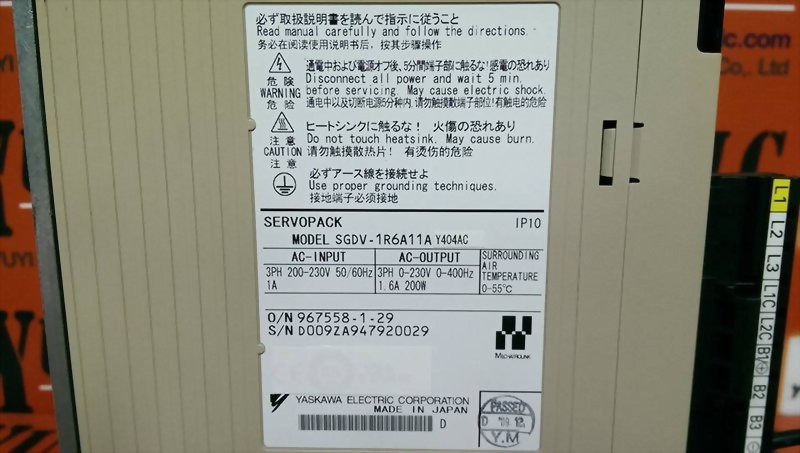 必ず取扱説明書を読んで指示に従うこと
Read manual carefully and follow the directions.
务必在阅读使用说明书后，按其步骤操作
危険
WARNING
危险
通電中および電源オフ後、5分間端子部に触るな！感電の恐れあり
Disconnect all power and wait 5 min.
before servicing. May cause electric shock.
通电中以及切断电源5分钟内，请勿触摸端子部位！有触电的危险
注意
CAUTION
注意
ヒートシンクに触るな！ 火傷の恐れあり
Do not touch heatsink. May cause burn.
请勿触摸散热片！ 有烫伤的危险
必ずアース線を接続せよ
Use proper grounding techniques.
接地端子必须接地
SERVOPACK IP10
MODEL SGDV-1R6A11A Y404AC
AC-INPUT AC-OUTPUT SURROUNDING AIR TEMPERATURE
3PH 200-230V 50/60Hz 3PH 0-230V 0-400Hz
1A 1.6A 200W 0-55℃
O/N 967558-1-29
S/N D009ZA947920029
MECHATROLINK
YASKAWA ELECTRIC CORPORATION
MADE IN JAPAN
D
PASSED
D
Y.M
L1
L2
L3
L1C
L2C
B1/⊕
B2
B3
ic.com
Co., Ltd